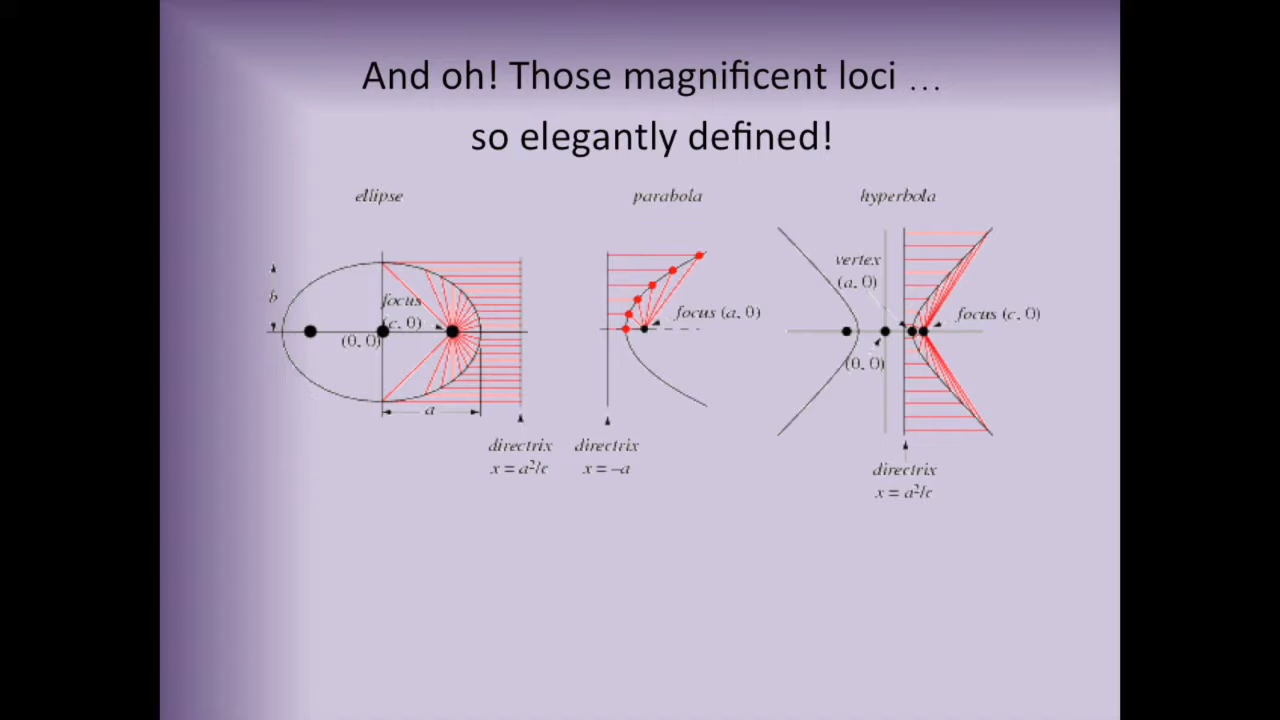 And oh! Those magnificent loci …
so elegantly defined!
ellipse
parabola
hyperbola
b
focus
(c, 0)
(0, 0)
a
directrix
x = a²/c
focus (a, 0)
directrix
x = –a
vertex
(a, 0)
focus (c, 0)
(0, 0)
directrix
x = a²/c